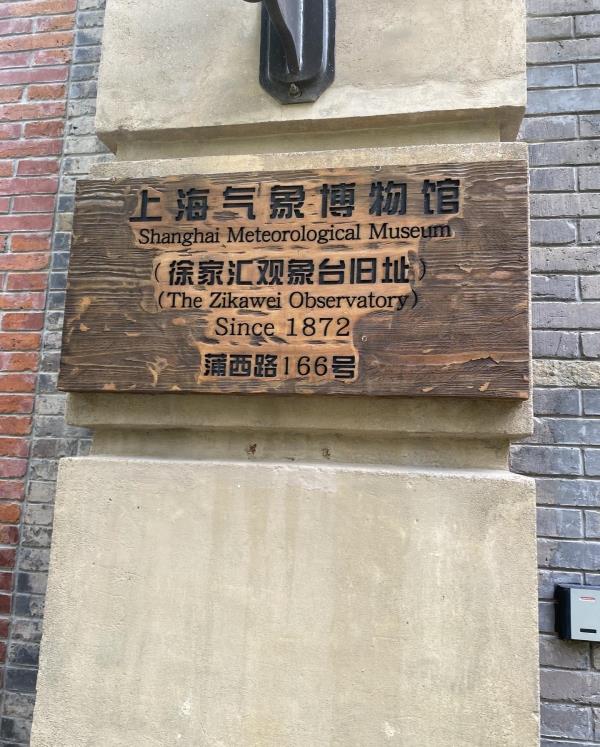 上海气象博物馆
Shanghai Meteorological Museum
(徐家汇观象台旧址)
(The Zikawei Observatory)
Since 1872
蒲西路166号